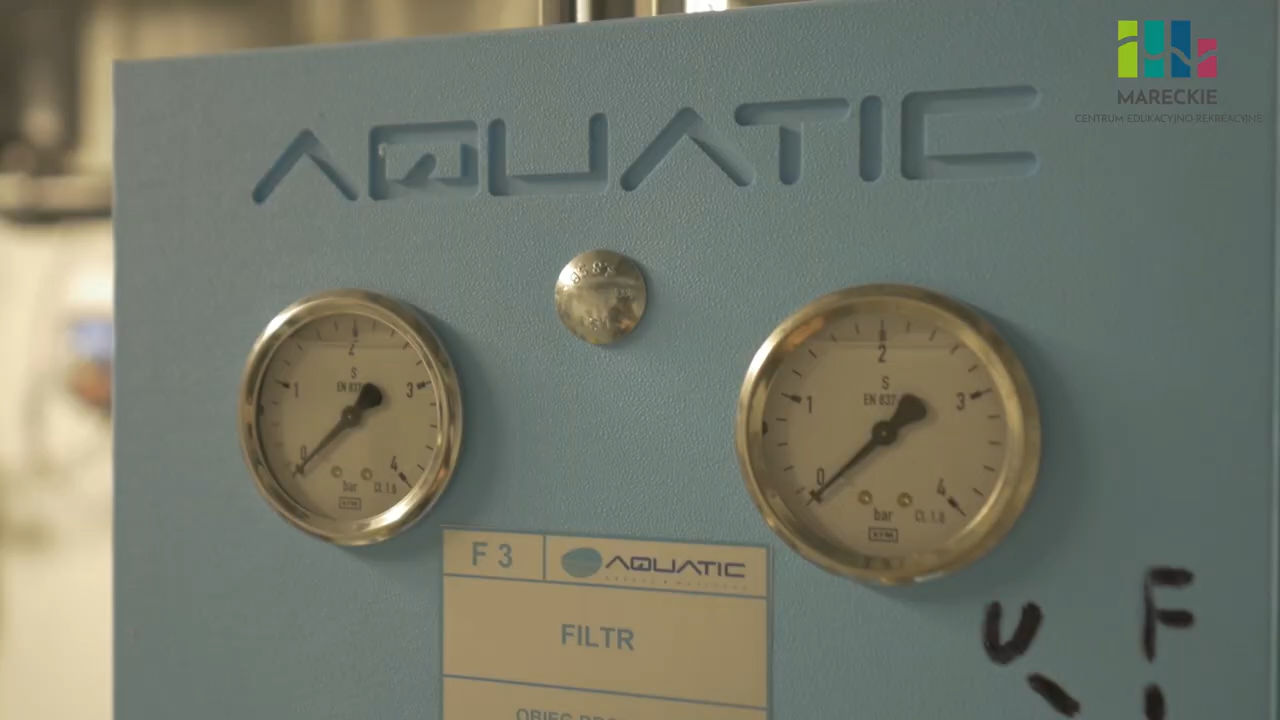 MARECKIE
CENTRUM EDUKACYJNO-REKREACYJNE
AQUATIC
0 1 2 3 4
S
EN 837
bar
CL 1.6
0 1 2 3 4
S
EN 837
bar
CL 1.6
F 3
AQUATIC
FILTR
OBIEG
U
F